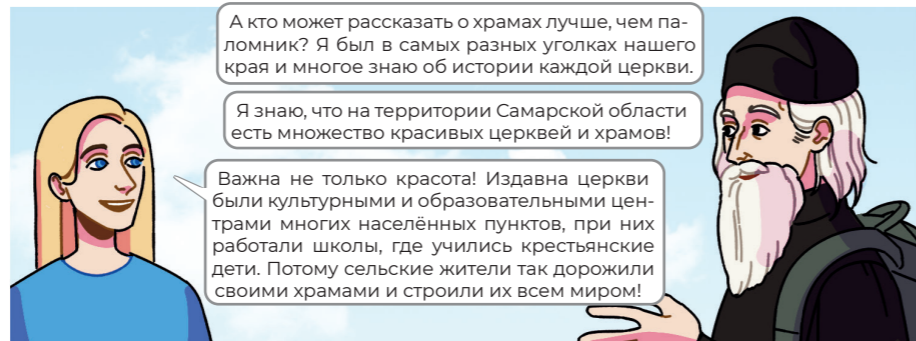 А кто может рассказать о храмах лучше, чем па-
ломник? Я был в самых разных уголках нашего
края и многое знаю об истории каждой церкви.
Я знаю, что на территории Самарской области
есть множество красивых церквей и храмов!
Важна не только красота! Издавна церкви
были культурными и образовательными цен-
трами многих населённых пунктов, при них
работали школы, где учились крестьянские
дети. Потому сельские жители так дорожили
своими храмами и строили их всем миром!